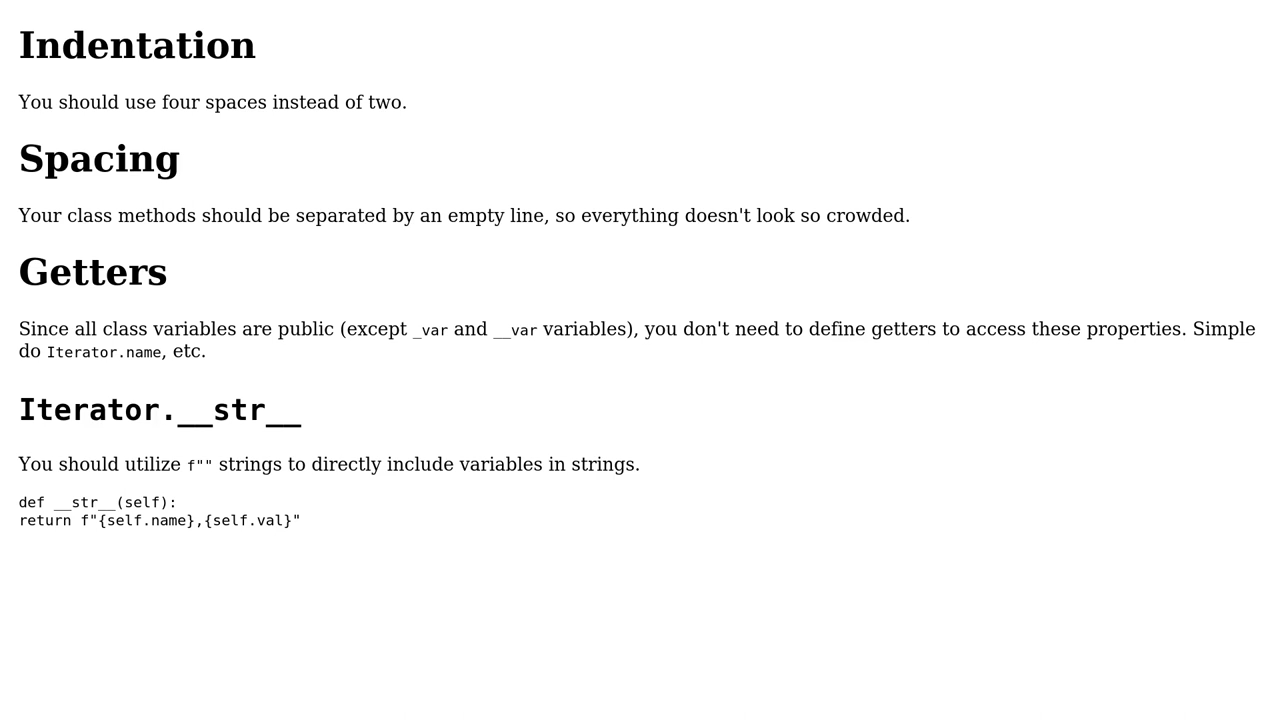 Indentation
You should use four spaces instead of two.
Spacing
Your class methods should be separated by an empty line, so everything doesn't look so crowded.
Getters
Since all class variables are public (except _var and __var variables), you don't need to define getters to access these properties. Simple
do Iterator.name, etc.
Iterator.__str__
You should utilize f"" strings to directly include variables in strings.
def __str__(self):
return f"{self.name},{self.val}"